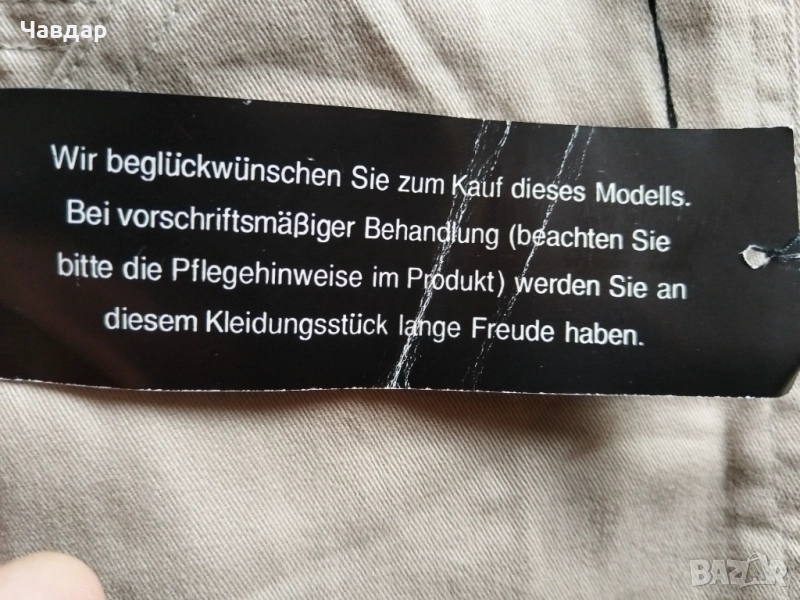 Чавдар
Wir beglückwünschen Sie zum Kauf dieses Modells.
Bei vorschriftsmäßiger Behandlung (beachten Sie
bitte die Pflegehinweise im Produkt) werden Sie an
diesem Kleidungsstück lange Freude haben.
BAZAR